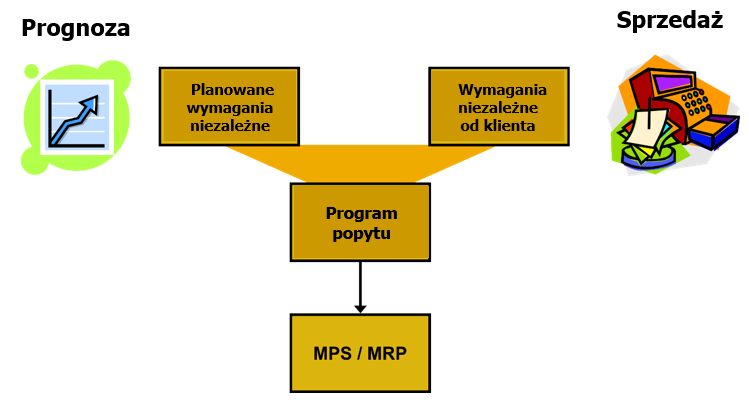 Prognoza
Sprzedaż
Planowane
wymagania
niezależne
Wymagania
niezależne
od klienta
Program
popytu
MPS / MRP